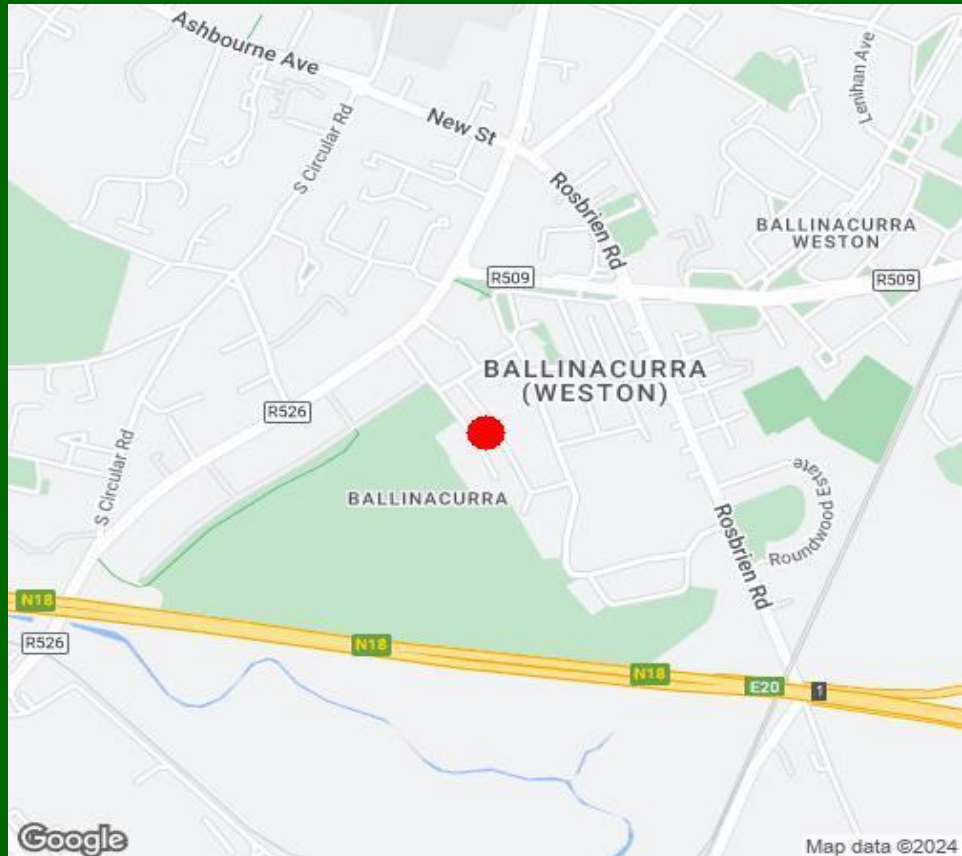 Ashbourne Ave
Lenihan Ave
New St
S Circular Rd
Rosbrien Rd
BALLINACURRA
WESTON
R509
R509
BALLINACURRA
(WESTON)
R526
S Circular Rd
BALLINACURRA
Roundwood Estate
Rosbrien Rd
N18
R526
N18
N18
E20
1
Google
Map data ©2024